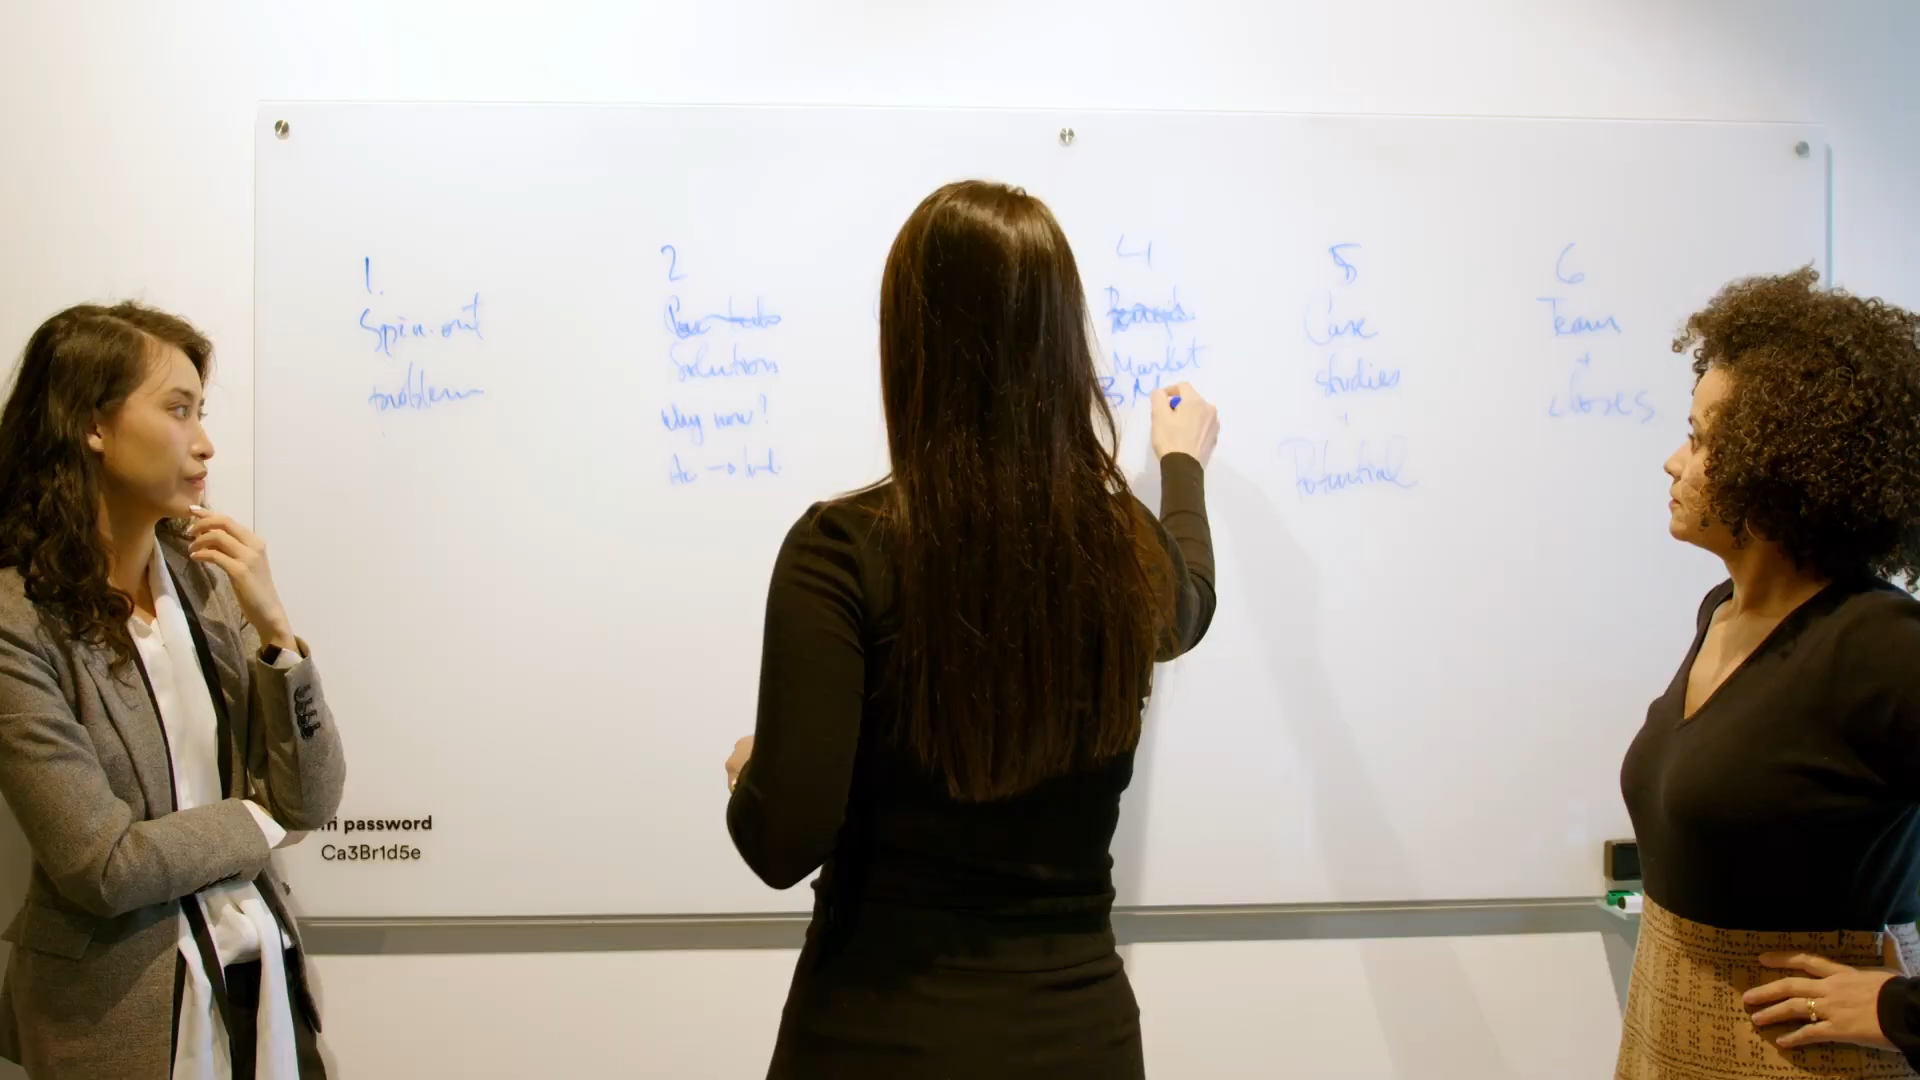 1.
Spin-out
problem
2
Solution
Why now?
4
Market
5
Case
studies
+
Potential
6
Team
+
closes
password
Ca3Br1d5e